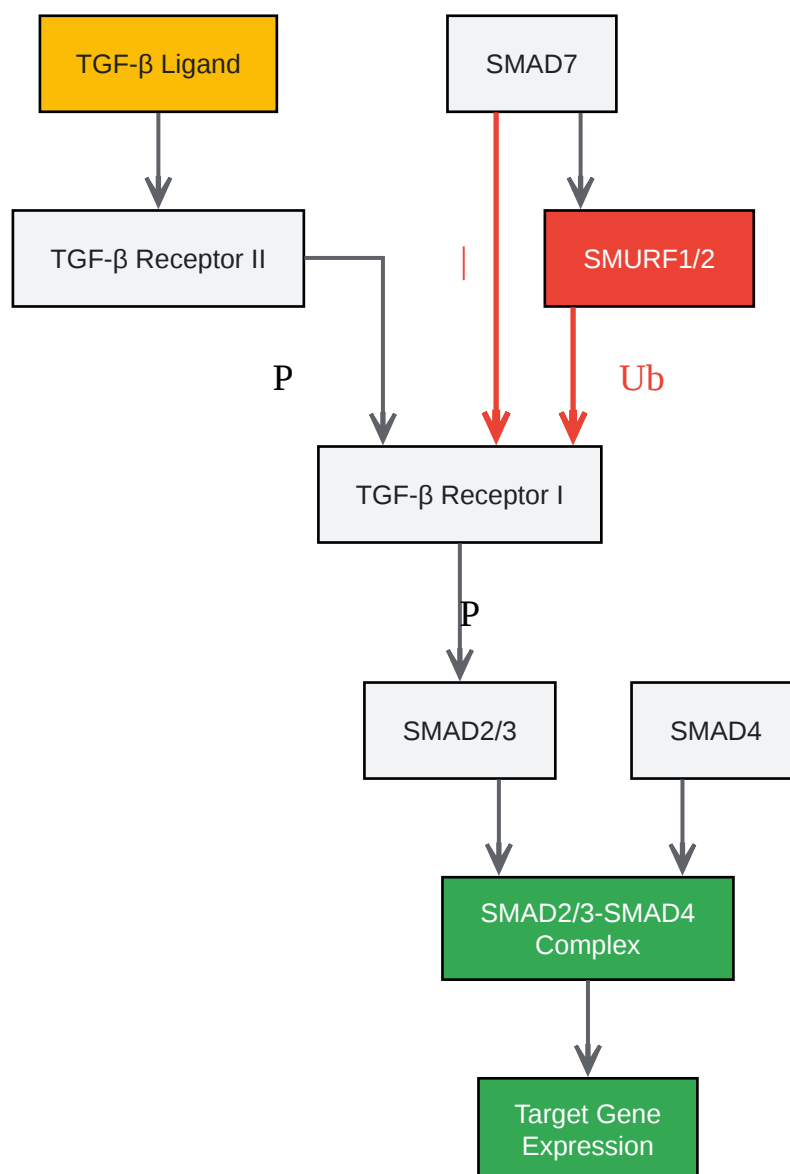 TGF-β Ligand
SMAD7
TGF-β Receptor II
|
SMURF1/2
P
Ub
TGF-β Receptor I
P
SMAD2/3
SMAD4
SMAD2/3-SMAD4
Complex
Target Gene
Expression